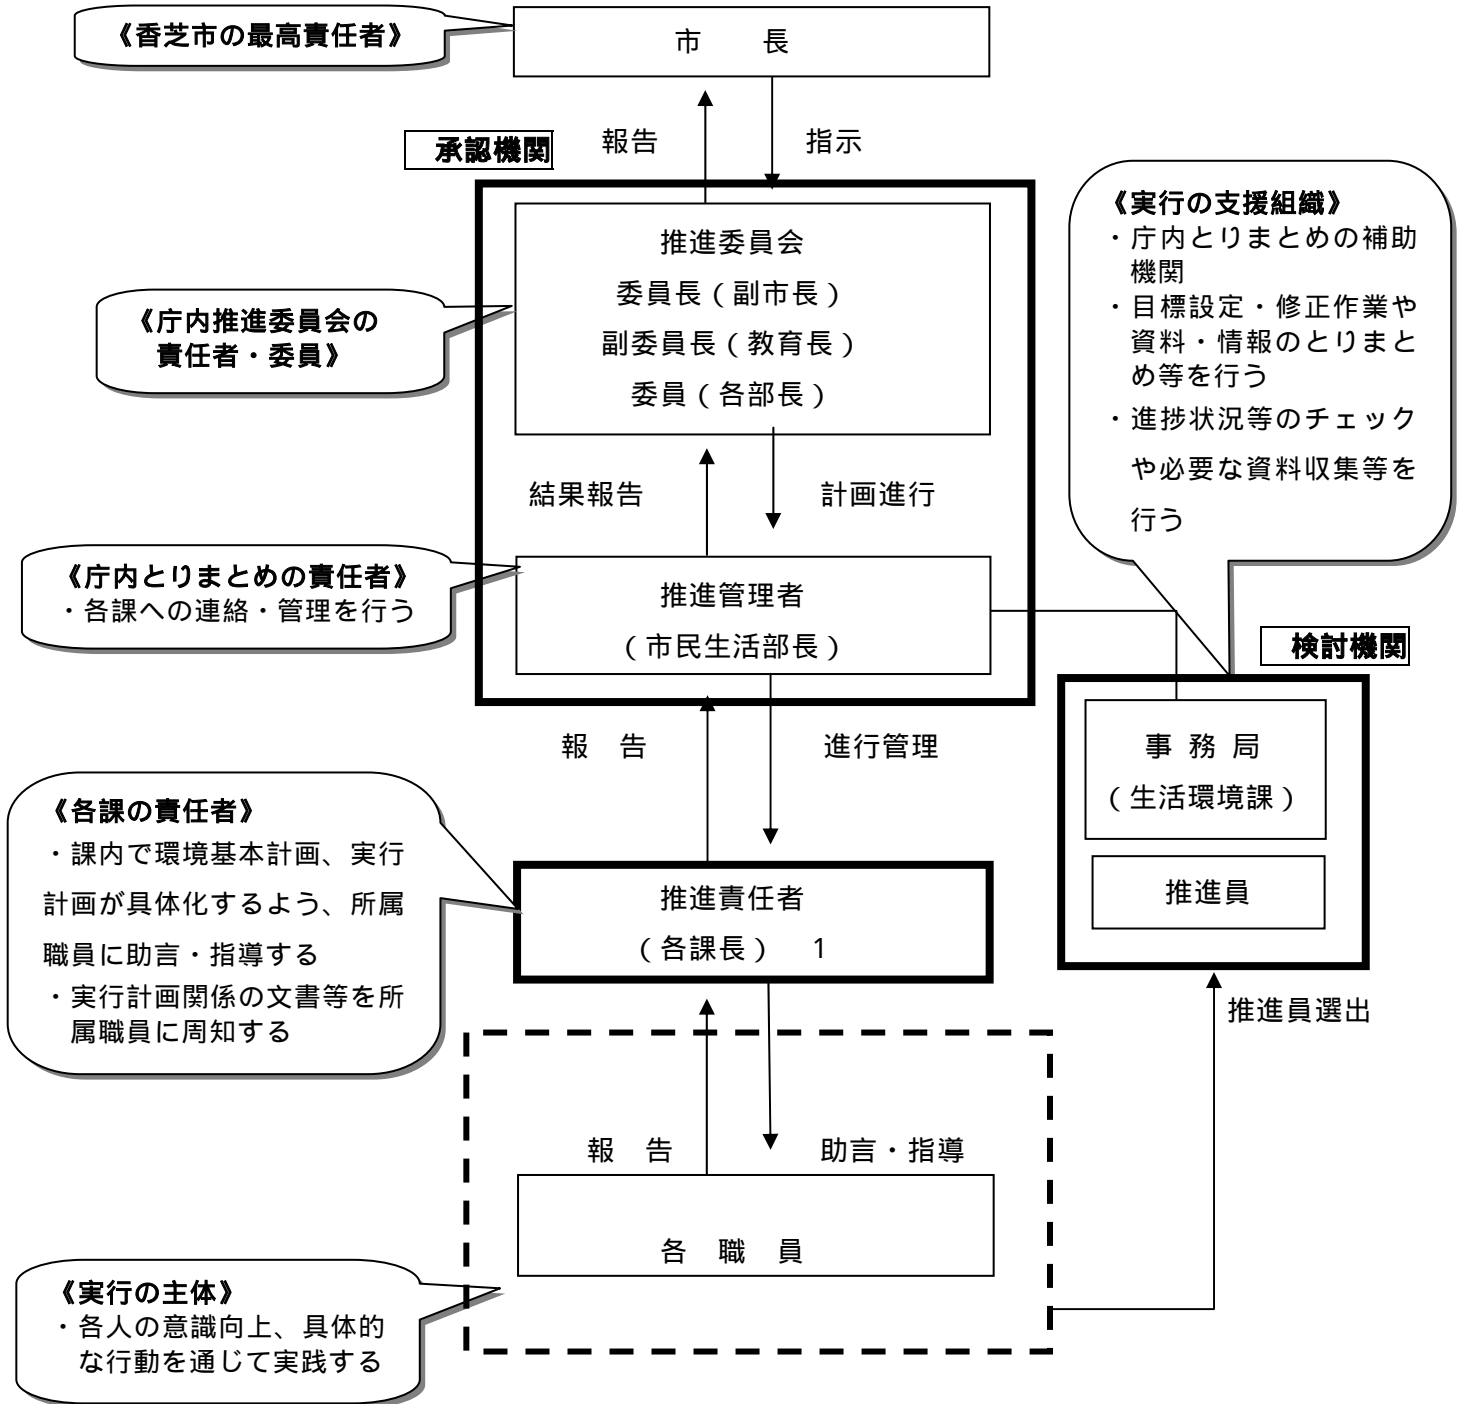 《香芝市の最高責任者》
市　長
承認機関
報告
指示
推進委員会
委員長（副市長）
副委員長（教育長）
委員（各部長）
《庁内推進委員会の
責任者・委員》
《実行の支援組織》
・庁内とりまとめの補助
機関
・目標設定・修正作業や
資料・情報のとりまと
め等を行う
・進捗状況等のチェック
や必要な資料収集等を
行う
結果報告
計画進行
《庁内とりまとめの責任者》
・各課への連絡・管理を行う
推進管理者
（市民生活部長）
検討機関
事 務 局
（生活環境課）
推進員
報　告
進行管理
《各課の責任者》
・課内で環境基本計画、実行
計画が具体化するよう、所属
職員に助言・指導する
・実行計画関係の文書等を所
属職員に周知する
推進責任者
（各課長）　1
推進員選出
報　告
助言・指導
各　職　員
《実行の主体》
・各人の意識向上、具体的
な行動を通じて実践する